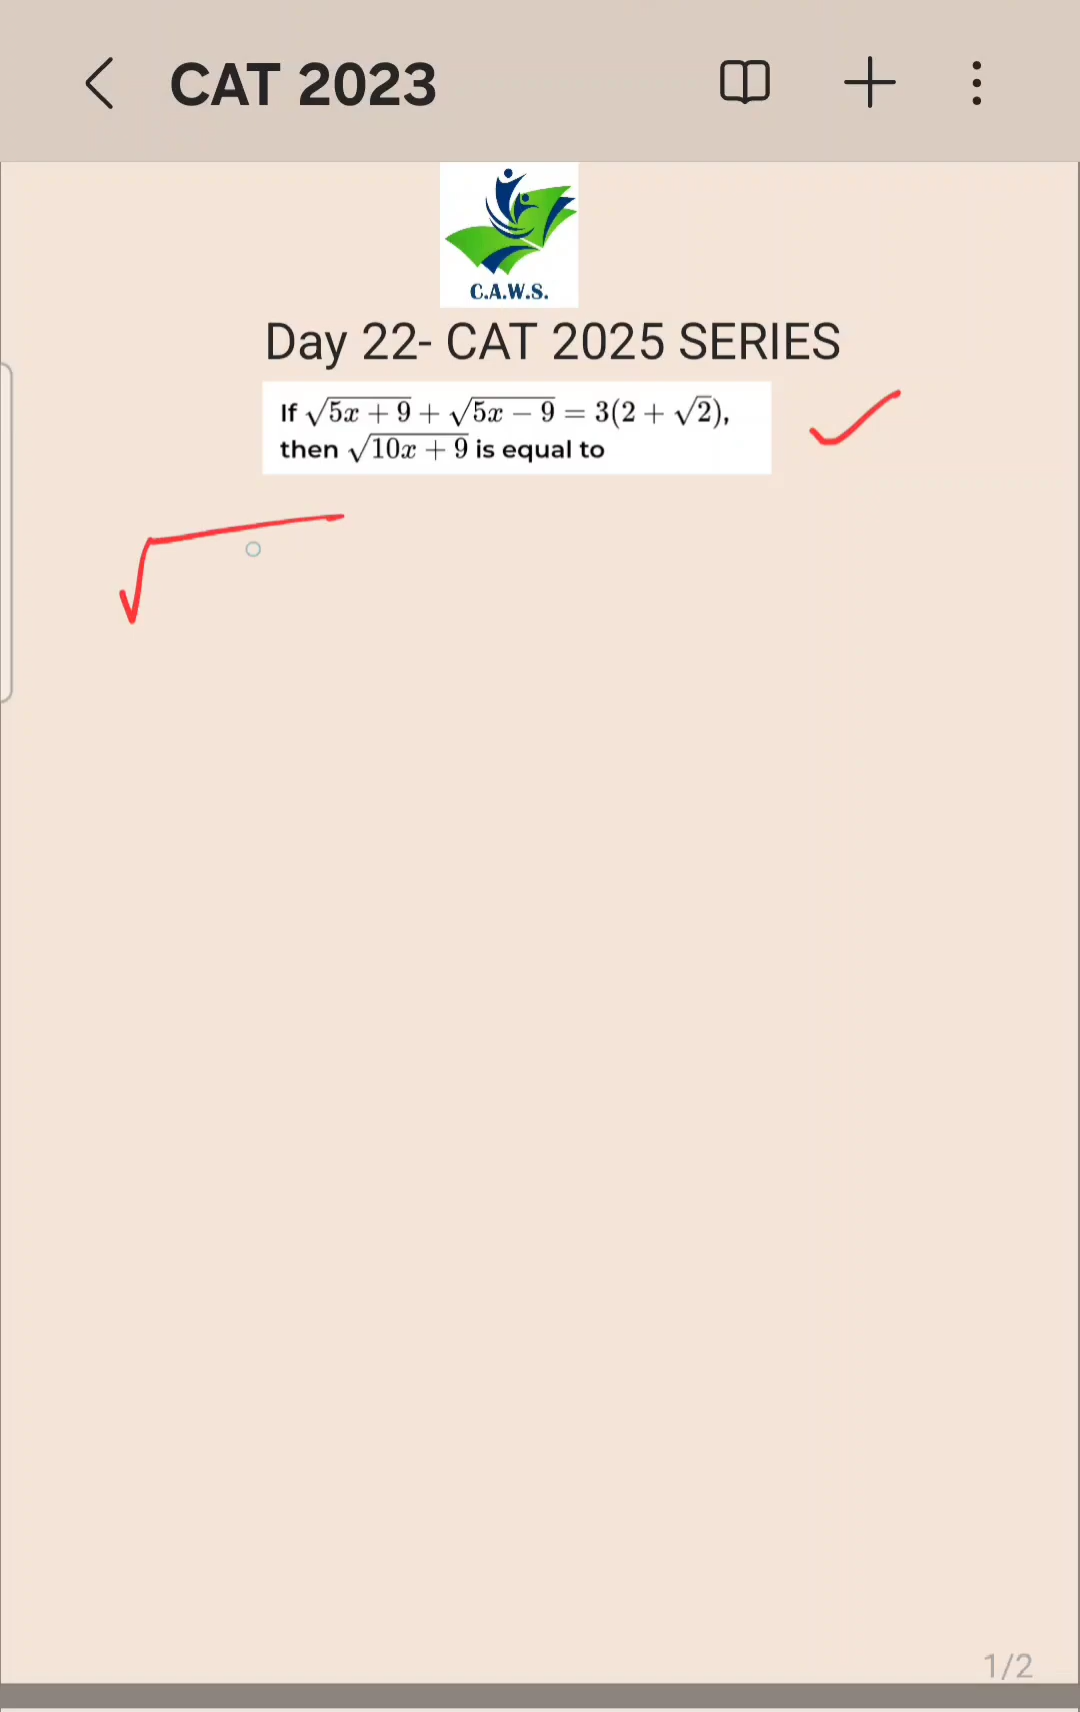 CAT 2023
C.A.W.S.
Day 22- CAT 2025 SERIES
If √5x + 9 + √5x − 9 = 3(2 + √2),
then √10x + 9 is equal to
1/2